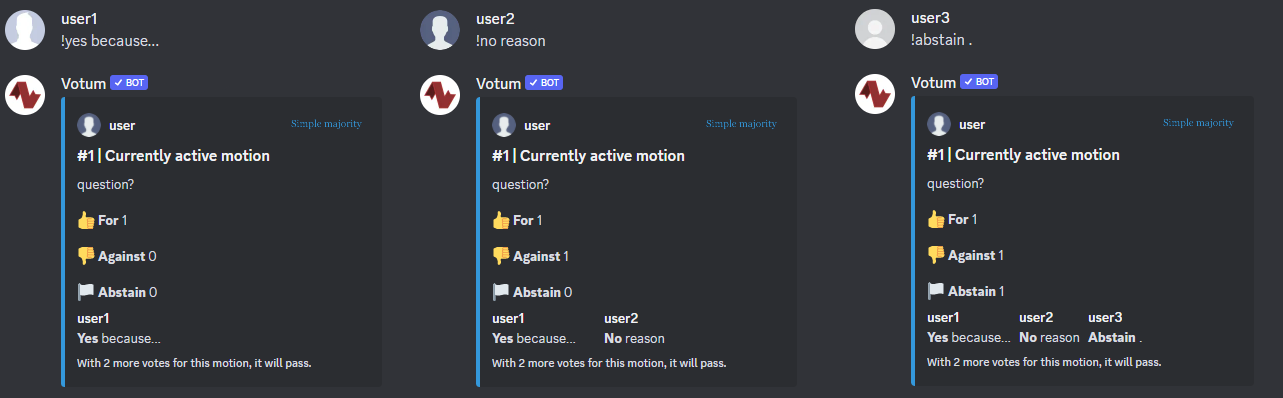 user1
!yes because...
Votum ✓ BOT
user
Simple majority
#1 | Currently active motion
question?
👍 For 1
👎 Against 0
🏳 Abstain 0
user1
Yes because...
With 2 more votes for this motion, it will pass.
user2
!no reason
Votum ✓ BOT
user
Simple majority
#1 | Currently active motion
question?
👍 For 1
👎 Against 1
🏳 Abstain 0
user1 user2
Yes because... No reason
With 2 more votes for this motion, it will pass.
user3
!abstain .
Votum ✓ BOT
user
Simple majority
#1 | Currently active motion
question?
👍 For 1
👎 Against 1
🏳 Abstain 1
user1 user2 user3
Yes because... No reason Abstain .
With 2 more votes for this motion, it will pass.